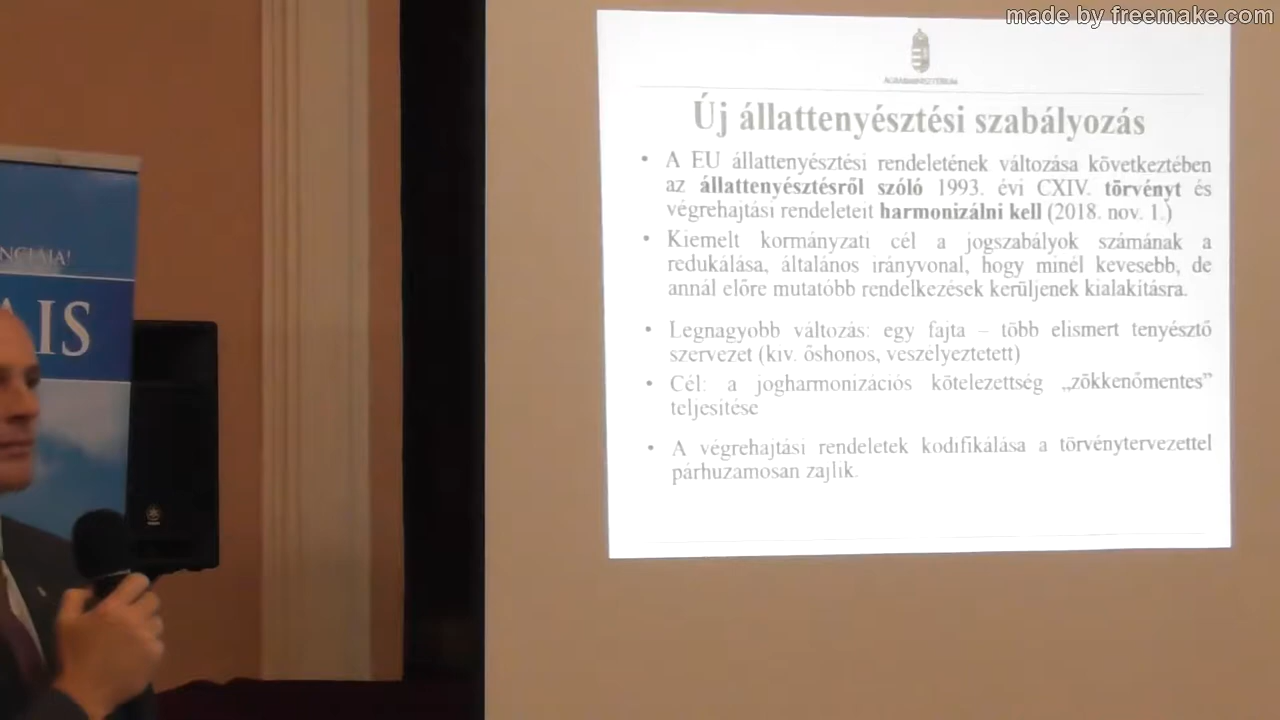 made by freemake.com
AGRÁRMINISZTÉRIUM
Új állattenyésztési szabályozás
• A EU állattenyésztési rendeletének változása következtében
az állattenyésztésről szóló 1993. évi CXIV. törvényt és
végrehajtási rendeleteit harmonizálni kell (2018. nov. 1.)
• Kiemelt kormányzati cél a jogszabályok számának a
redukálása, általános irányvonal, hogy minél kevesebb, de
annál előre mutatóbb rendelkezések kerüljenek kialakításra.
• Legnagyobb változás: egy fajta – több elismert tenyésztő
szervezet (kiv. őshonos, veszélyeztetett)
• Cél: a jogharmonizációs kötelezettség „zökkenőmentes”
teljesítése
• A végrehajtási rendeletek kodifikálása a törvénytervezettel
párhuzamosan zajlik.
NCIÁJA!
AIS